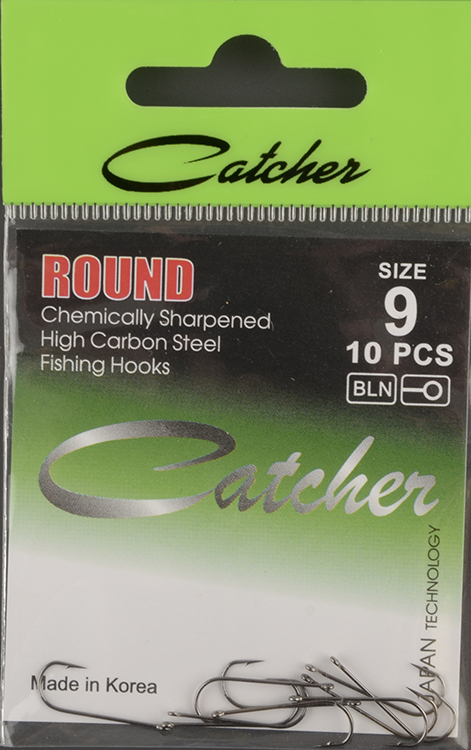 Catcher
ROUND
Chemically Sharpened
High Carbon Steel
Fishing Hooks
SIZE
9
10 PCS
BLN
Catcher
JAPAN TECHNOLOGY
Made in Korea